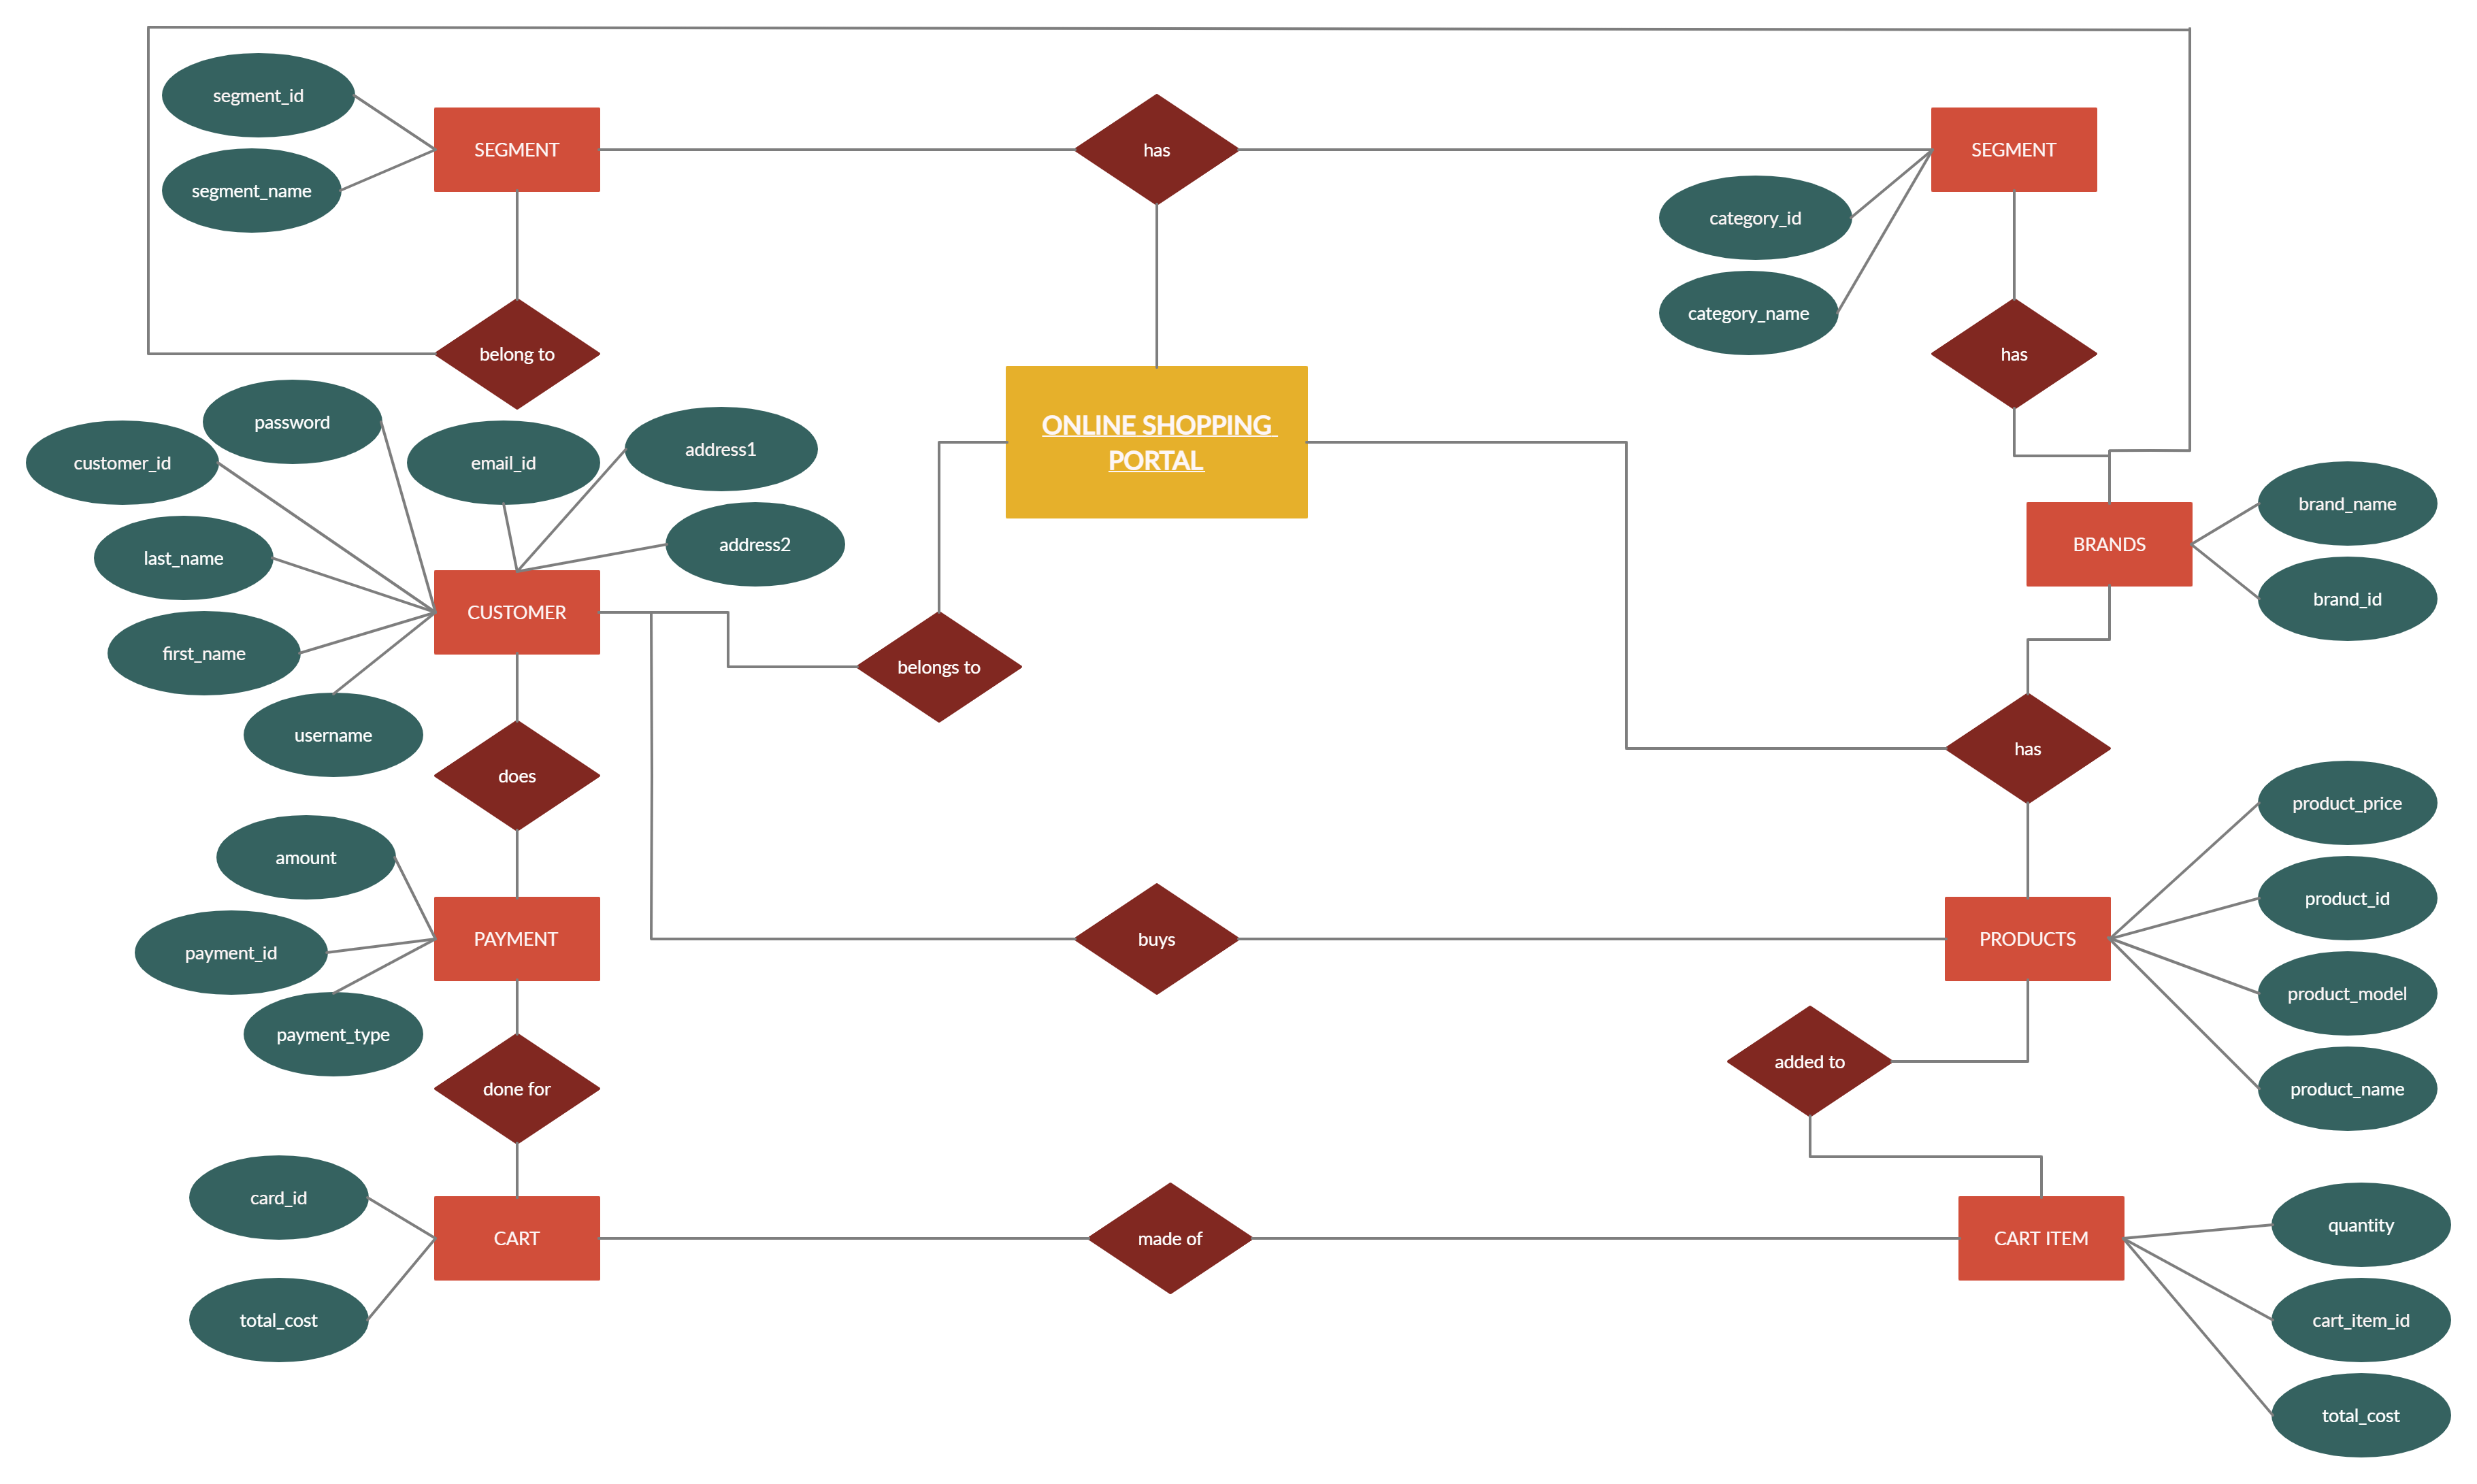 segment_id
SEGMENT
has
SEGMENT
segment_name
category_id
category_name
belong to
has
password
customer_id
email_id
address1
ONLINE SHOPPING
PORTAL
brand_name
last_name
address2
BRANDS
brand_id
CUSTOMER
first_name
belongs to
username
does
has
product_price
amount
product_id
payment_id
PAYMENT
buys
PRODUCTS
product_model
payment_type
done for
added to
product_name
card_id
CART
made of
CART ITEM
quantity
total_cost
cart_item_id
total_cost